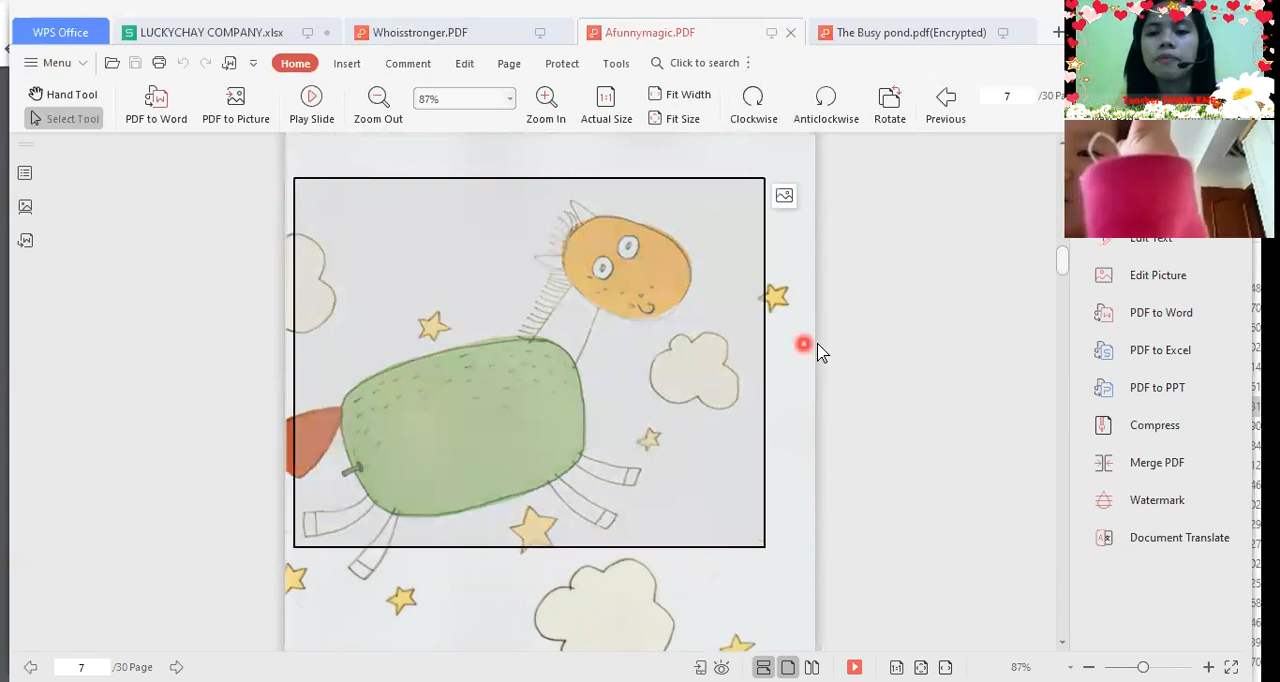 WPS Office
LUCKYCHAY COMPANY.xlsx
Whoisstronger.PDF
Afunnymagic.PDF
The Busy pond.pdf(Encrypted)
Menu
Home
Insert
Comment
Edit
Page
Protect
Tools
Click to search
Hand Tool
Select Tool
PDF to Word
PDF to Picture
Play Slide
Zoom Out
87%
Zoom In
Actual Size
Fit Width
Fit Size
Clockwise
Anticlockwise
Rotate
Previous
7
/30 Pa
Edit Text
Edit Picture
PDF to Word
PDF to Excel
PDF to PPT
Compress
Merge PDF
Watermark
Document Translate
7
/30 Page
87%